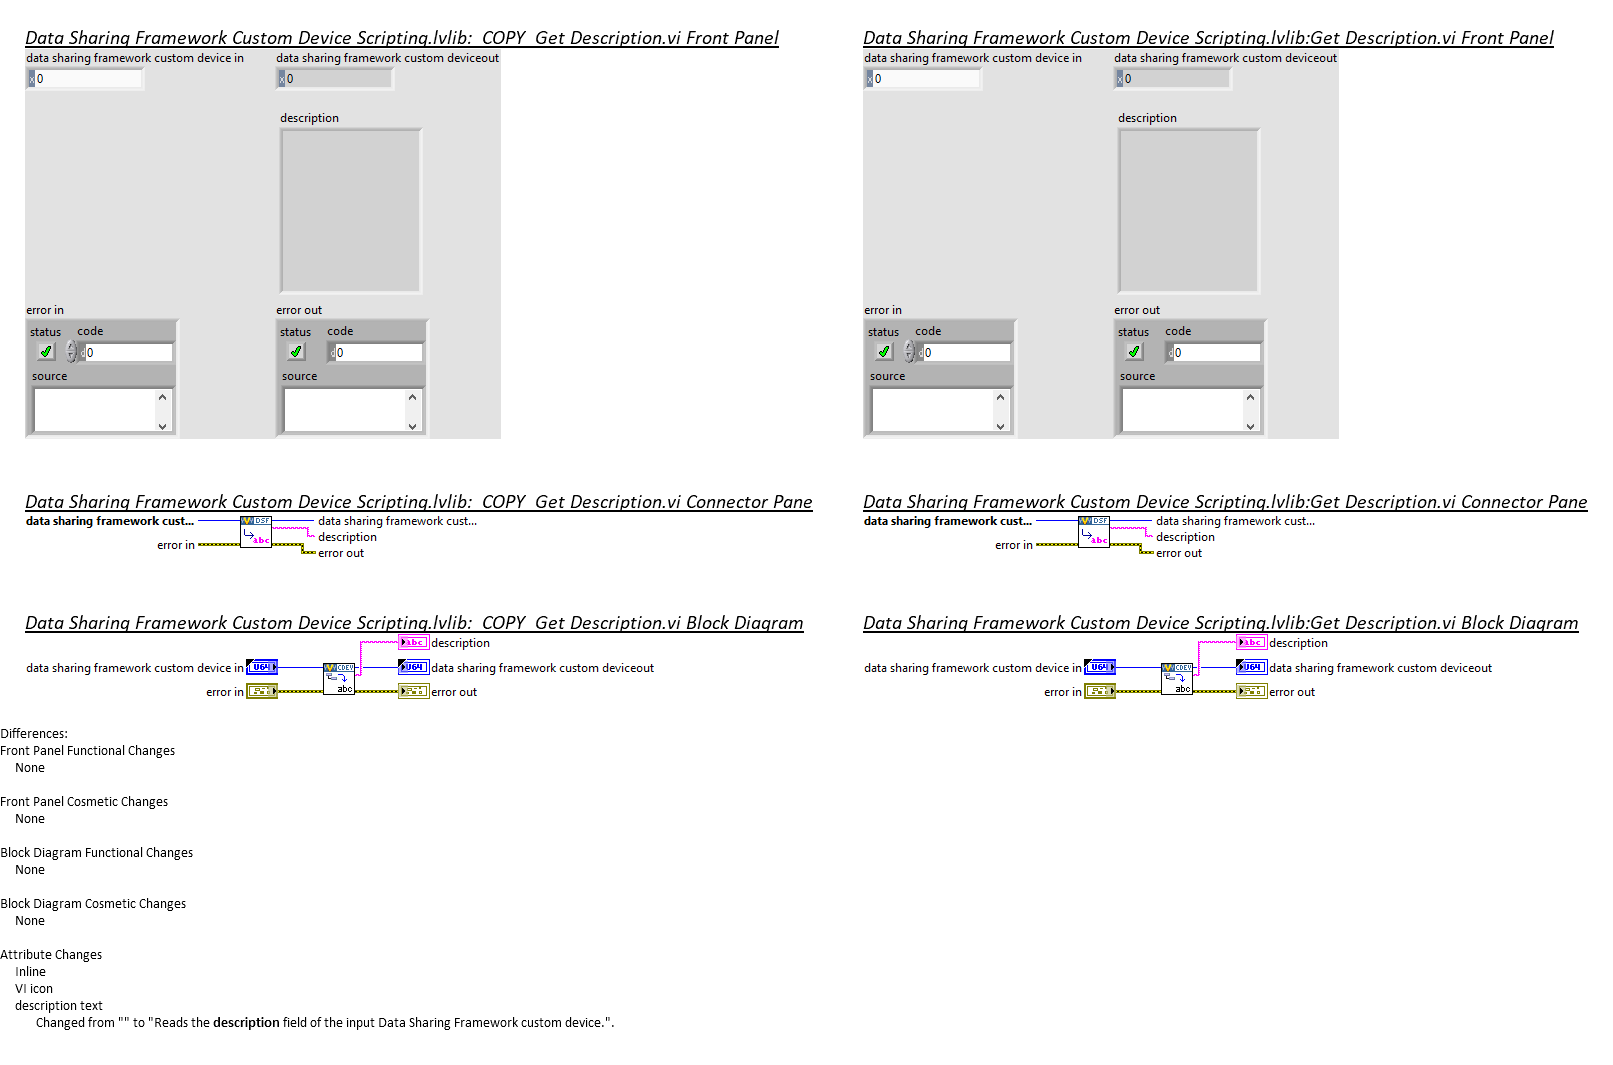 Data Sharing Framework Custom Device Scripting.lvlib:_COPY_Get Description.vi Front Panel
data sharing framework custom device in
data sharing framework custom deviceout
x 0
x 0
description
error in
error out
status
code
status
code
d 0
d 0
source
source
Data Sharing Framework Custom Device Scripting.lvlib:Get Description.vi Front Panel
data sharing framework custom device in
data sharing framework custom deviceout
x 0
x 0
description
error in
error out
status
code
status
code
d 0
d 0
source
source
Data Sharing Framework Custom Device Scripting.lvlib:_COPY_Get Description.vi Connector Pane
data sharing framework cust...
DSF
abc
data sharing framework cust...
description
error in
error out
Data Sharing Framework Custom Device Scripting.lvlib:Get Description.vi Connector Pane
data sharing framework cust...
DSF
abc
data sharing framework cust...
description
error in
error out
Data Sharing Framework Custom Device Scripting.lvlib:_COPY_Get Description.vi Block Diagram
abc
description
data sharing framework custom device in
U64
CDEV
abc
U64
data sharing framework custom deviceout
error in
error out
Data Sharing Framework Custom Device Scripting.lvlib:Get Description.vi Block Diagram
abc
description
data sharing framework custom device in
U64
CDEV
abc
U64
data sharing framework custom deviceout
error in
error out
Differences:
Front Panel Functional Changes
None
Front Panel Cosmetic Changes
None
Block Diagram Functional Changes
None
Block Diagram Cosmetic Changes
None
Attribute Changes
Inline
VI icon
description text
Changed from "" to "Reads the description field of the input Data Sharing Framework custom device.".